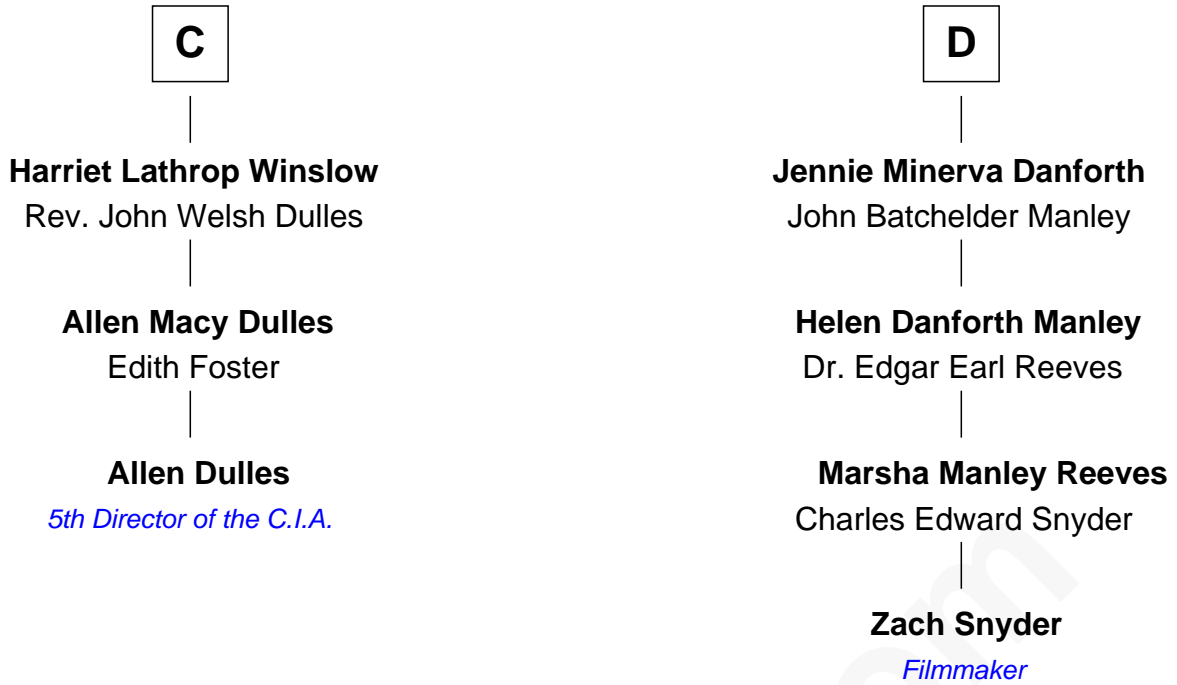 C
Harriet Lathrop Winslow
Rev. John Welsh Dulles
Allen Macy Dulles
Edith Foster
Allen Dulles
5th Director of the C.I.A.
D
Jennie Minerva Danforth
John Batchelder Manley
Helen Danforth Manley
Dr. Edgar Earl Reeves
Marsha Manley Reeves
Charles Edward Snyder
Zach Snyder
Filmmaker